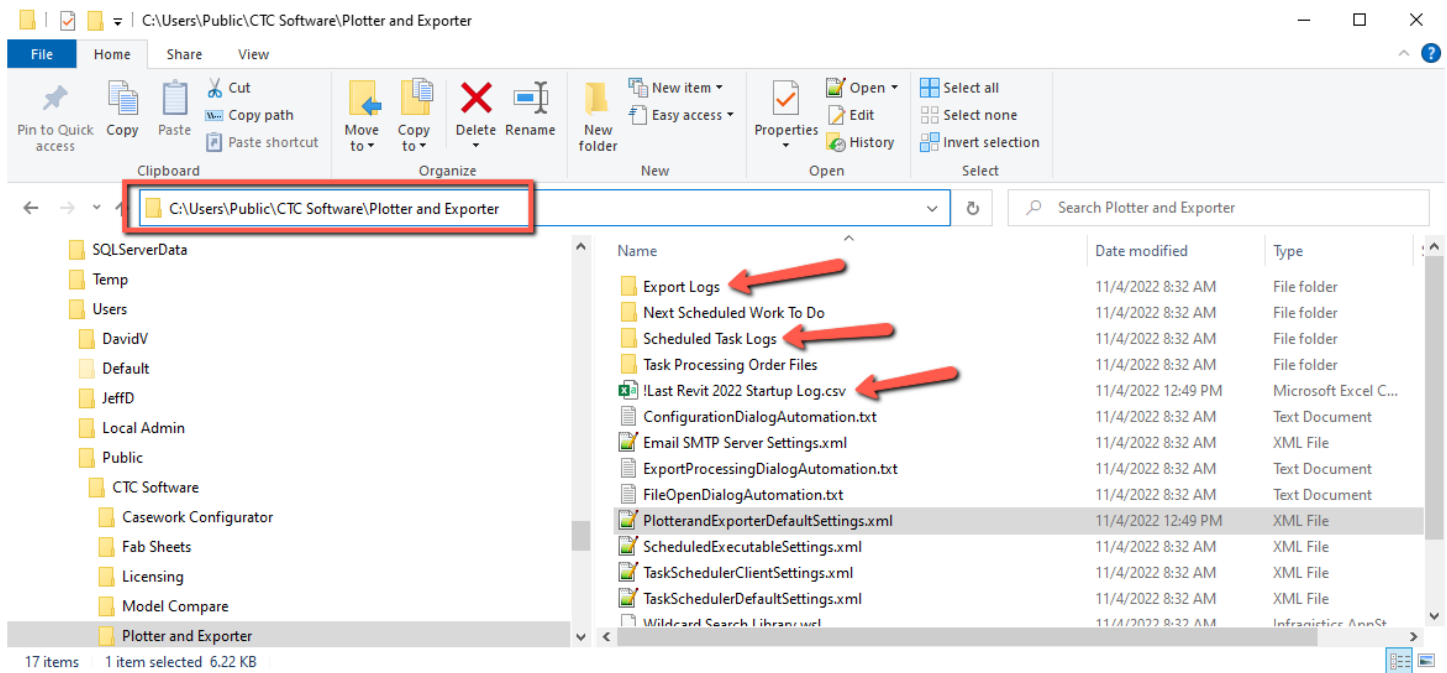 C:\Users\Public\CTC Software\Plotter and Exporter
File Home Share View
Pin to Quick access
Copy
Paste
Cut
Copy path
Paste shortcut
Clipboard
Move to
Copy to
Delete
Rename
Organize
New folder
New item
Easy access
New
Properties
Open
Edit
History
Open
Select all
Select none
Invert selection
Select
C:\Users\Public\CTC Software\Plotter and Exporter
Search Plotter and Exporter
SQLServerData
Temp
Users
DavidV
Default
JeffD
Local Admin
Public
CTC Software
Casework Configurator
Fab Sheets
Licensing
Model Compare
Plotter and Exporter
Name Date modified Type
Export Logs 11/4/2022 8:32 AM File folder
Next Scheduled Work To Do 11/4/2022 8:32 AM File folder
Scheduled Task Logs 11/4/2022 8:32 AM File folder
Task Processing Order Files 11/4/2022 8:32 AM File folder
!Last Revit 2022 Startup Log.csv 11/4/2022 12:49 PM Microsoft Excel C...
ConfigurationDialogAutomation.txt 11/4/2022 8:32 AM Text Document
Email SMTP Server Settings.xml 11/4/2022 8:32 AM XML File
ExportProcessingDialogAutomation.txt 11/4/2022 8:32 AM Text Document
FileOpenDialogAutomation.txt 11/4/2022 8:32 AM Text Document
PlotterandExporterDefaultSettings.xml 11/4/2022 12:49 PM XML File
ScheduledExecutableSettings.xml 11/4/2022 8:32 AM XML File
TaskSchedulerClientSettings.xml 11/4/2022 8:32 AM XML File
TaskSchedulerDefaultSettings.xml 11/4/2022 8:32 AM XML File
Wildcard Search Library.wsl 11/4/2022 8:32 AM Infragistics AppSt...
17 items 1 item selected 6.22 KB